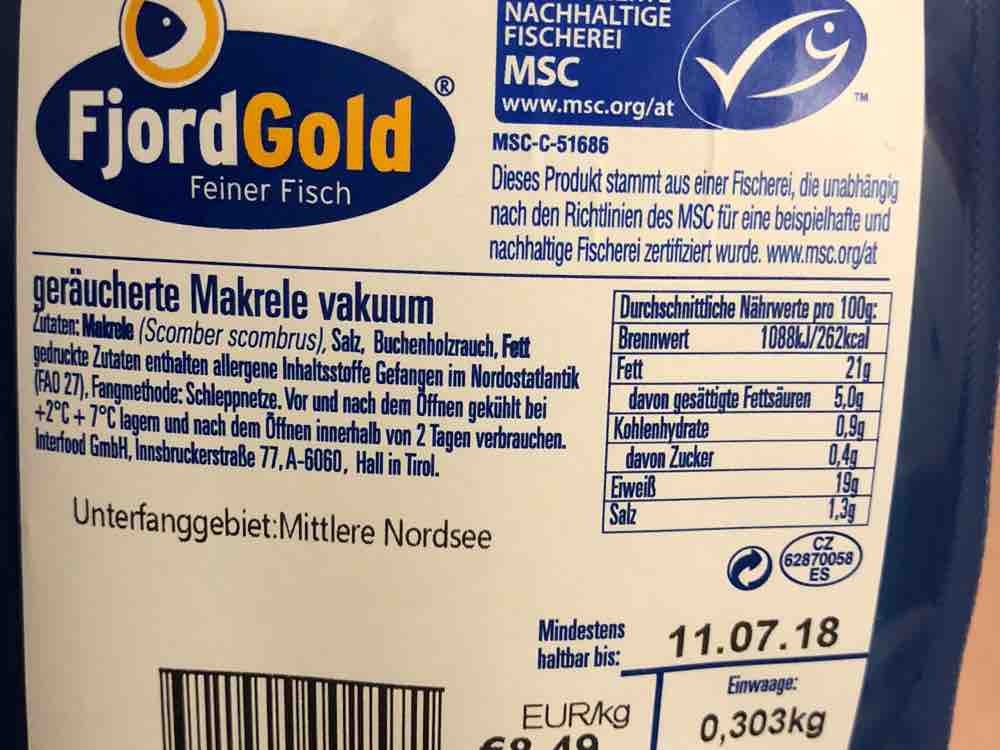 NACHHALTIGE
FISCHEREI
MSC
www.msc.org/at
TM
FjordGold
®
Feiner Fisch
MSC-C-51686
Dieses Produkt stammt aus einer Fischerei, die unabhängig
nach den Richtlinien des MSC für eine beispielhafte und
nachhaltige Fischerei zertifiziert wurde. www.msc.org/at
geräucherte Makrele vakuum
Zutaten: Makrele (Scomber scombrus), Salz, Buchenholzrauch, Fett
gedruckte Zutaten enthalten allergene Inhaltsstoffe Gefangen im Nordostatlantik
(FAO 27), Fangmethode: Schleppnetze. Vor und nach dem Öffnen gekühlt bei
+2°C + 7°C lagern und nach dem Öffnen innerhalb von 2 Tagen verbrauchen.
Interfood GmbH, Innsbruckerstraße 77, A-6060, Hall in Tirol.
Unterfanggebiet:Mittlere Nordsee
Durchschnittliche Nährwerte pro 100g:
Brennwert 1088kJ/262kcal
Fett 21g
davon gesättigte Fettsäuren 5,0g
Kohlenhydrate 0,9g
davon Zucker 0,4g
Eiweiß 19g
Salz 1,3g
CZ
62870058
ES
Mindestens
haltbar bis:
11.07.18
Einwaage:
0,303kg
EUR/kg